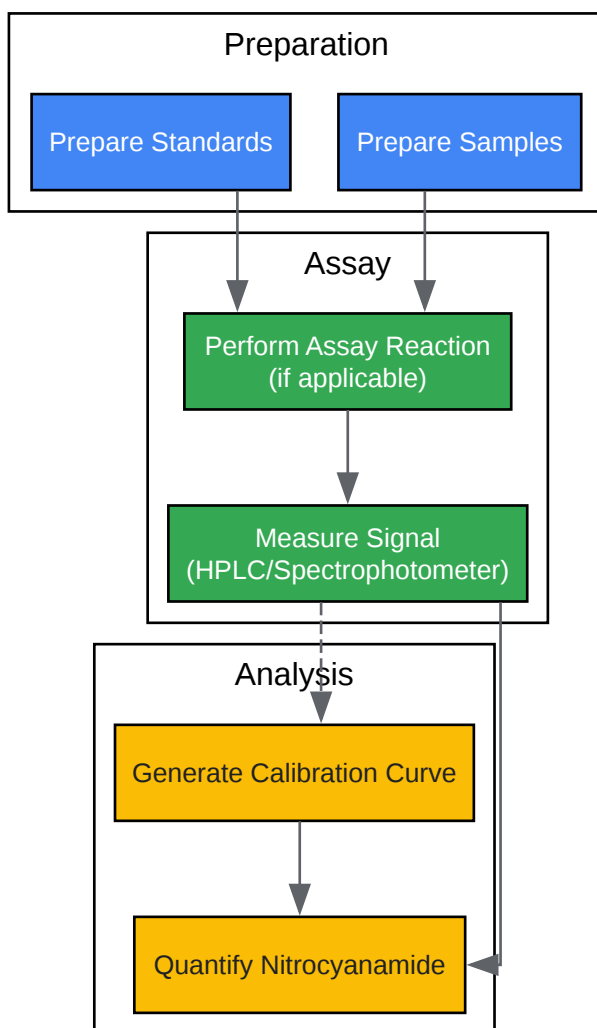 Preparation
Prepare Standards
Prepare Samples
Assay
Perform Assay Reaction
(if applicable)
Measure Signal
(HPLC/Spectrophotometer)
Analysis
Generate Calibration Curve
Quantify Nitrocyanamide